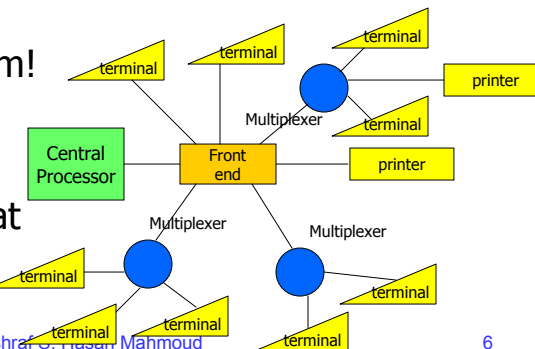 m!
terminal
terminal
terminal
printer
Multiplexer
terminal
Central
Processor
Front
end
printer
at
Multiplexer
Multiplexer
terminal
terminal
terminal
terminal
terminal
Hasan Mahmoud
6